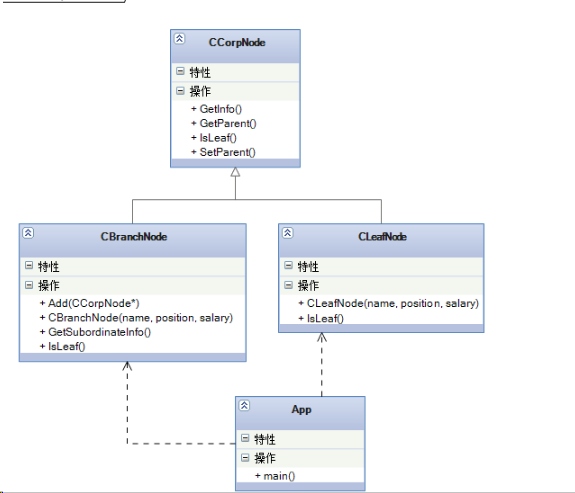 CCorpNode
特性
操作
+ GetInfo()
+ GetParent()
+ IsLeaf()
+ SetParent()
CBranchNode
特性
操作
+ Add(CCorpNode*)
+ CBranchNode(name, position, salary)
+ GetSubordinateInfo()
+ IsLeaf()
CLeafNode
特性
操作
+ CLeafNode(name, position, salary)
+ IsLeaf()
App
特性
操作
+ main()